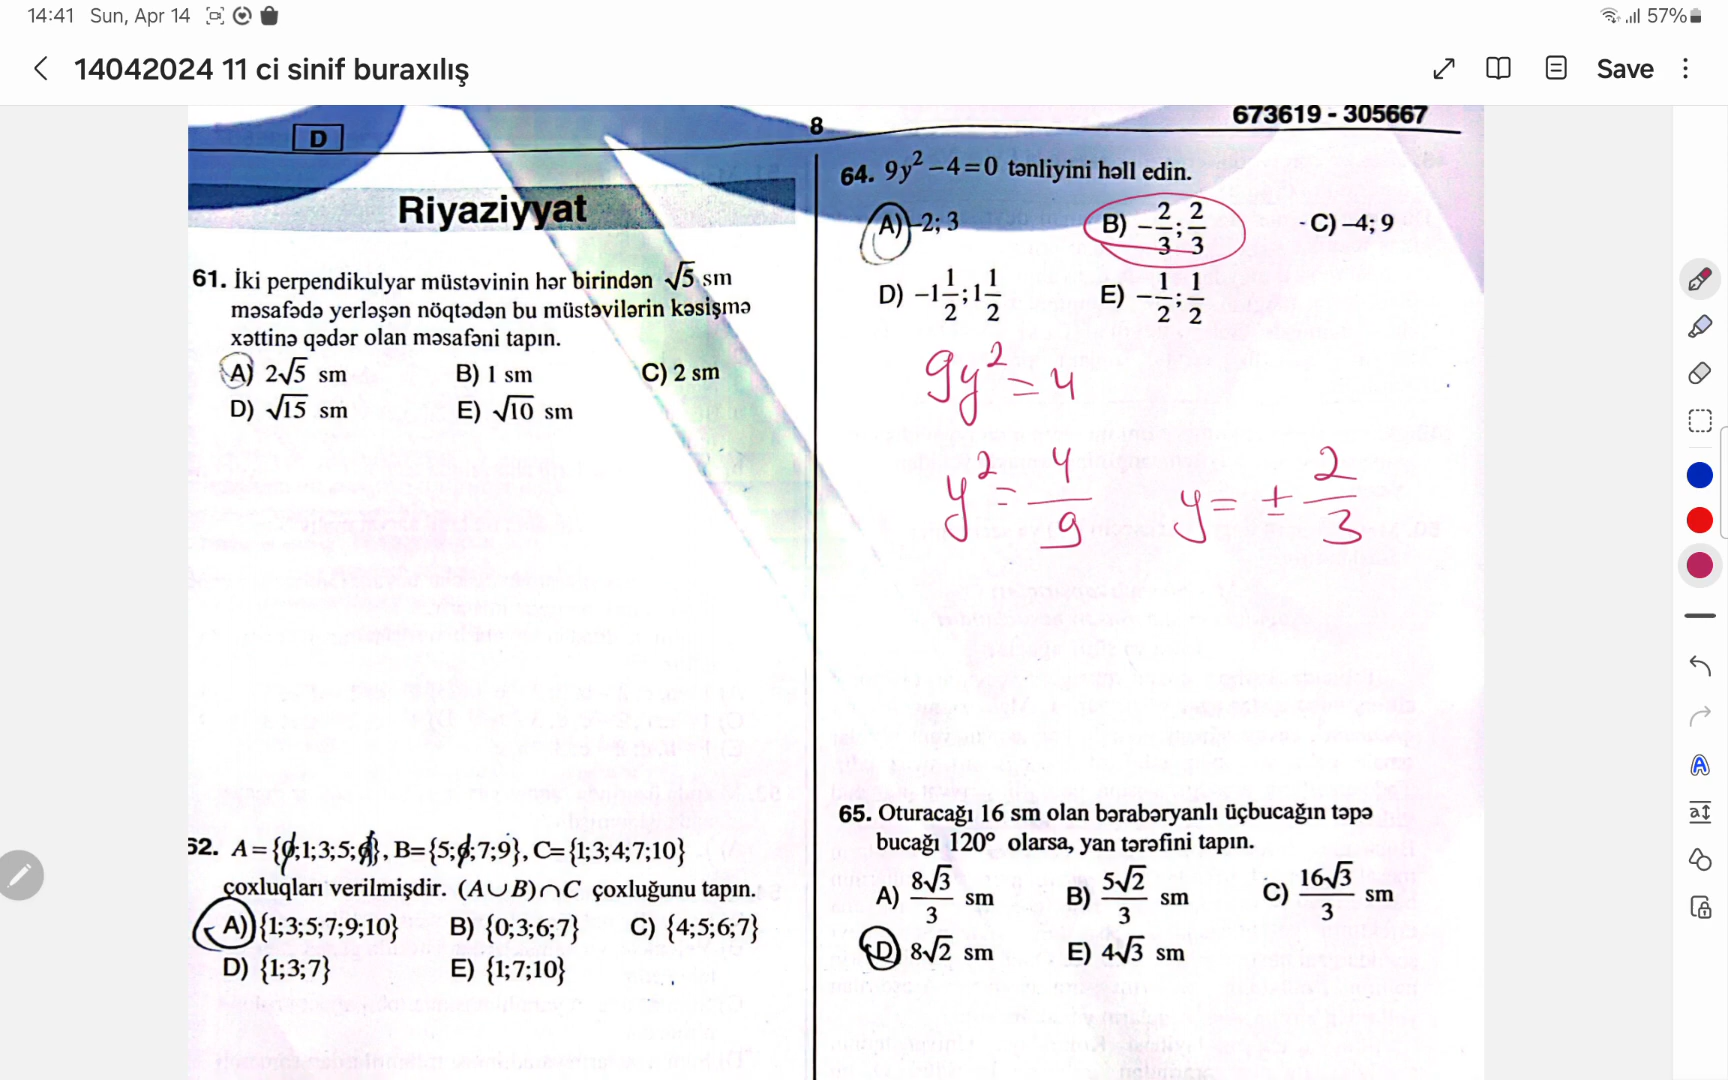 14:41 Sun, Apr 14 57%
14042024 11 ci sinif buraxılış Save
D 8 673619 - 305667
Riyaziyyat
61. İki perpendikulyar müstəvinin hər birindən √5 sm
məsafədə yerləşən nöqtədən bu müstəvilərin kəsişmə
xəttinə qədər olan məsafəni tapın.
A) 2√5 sm B) 1 sm C) 2 sm
D) √15 sm E) √10 sm
62. A={0;1;3;5;6}, B={5;6;7;9}, C={1;3;4;7;10}
çoxluqları verilmişdir. (A∪B)∩C çoxluğunu tapın.
A) {1;3;5;7;9;10} B) {0;3;6;7} C) {4;5;6;7}
D) {1;3;7} E) {1;7;10}
64. 9y²−4=0 tənliyini həll edin.
A) -2; 3 B) −2/3; 2/3 C) –4; 9
D) −1 1/2; 1 1/2 E) −1/2; 1/2
9y² = 4
y² = 4/9 y = ± 2/3
65. Oturacağı 16 sm olan bərabəryanlı üçbucağın təpə
bucağı 120° olarsa, yan tərəfini tapın.
A) 8√3/3 sm B) 5√2/3 sm C) 16√3/3 sm
D) 8√2 sm E) 4√3 sm